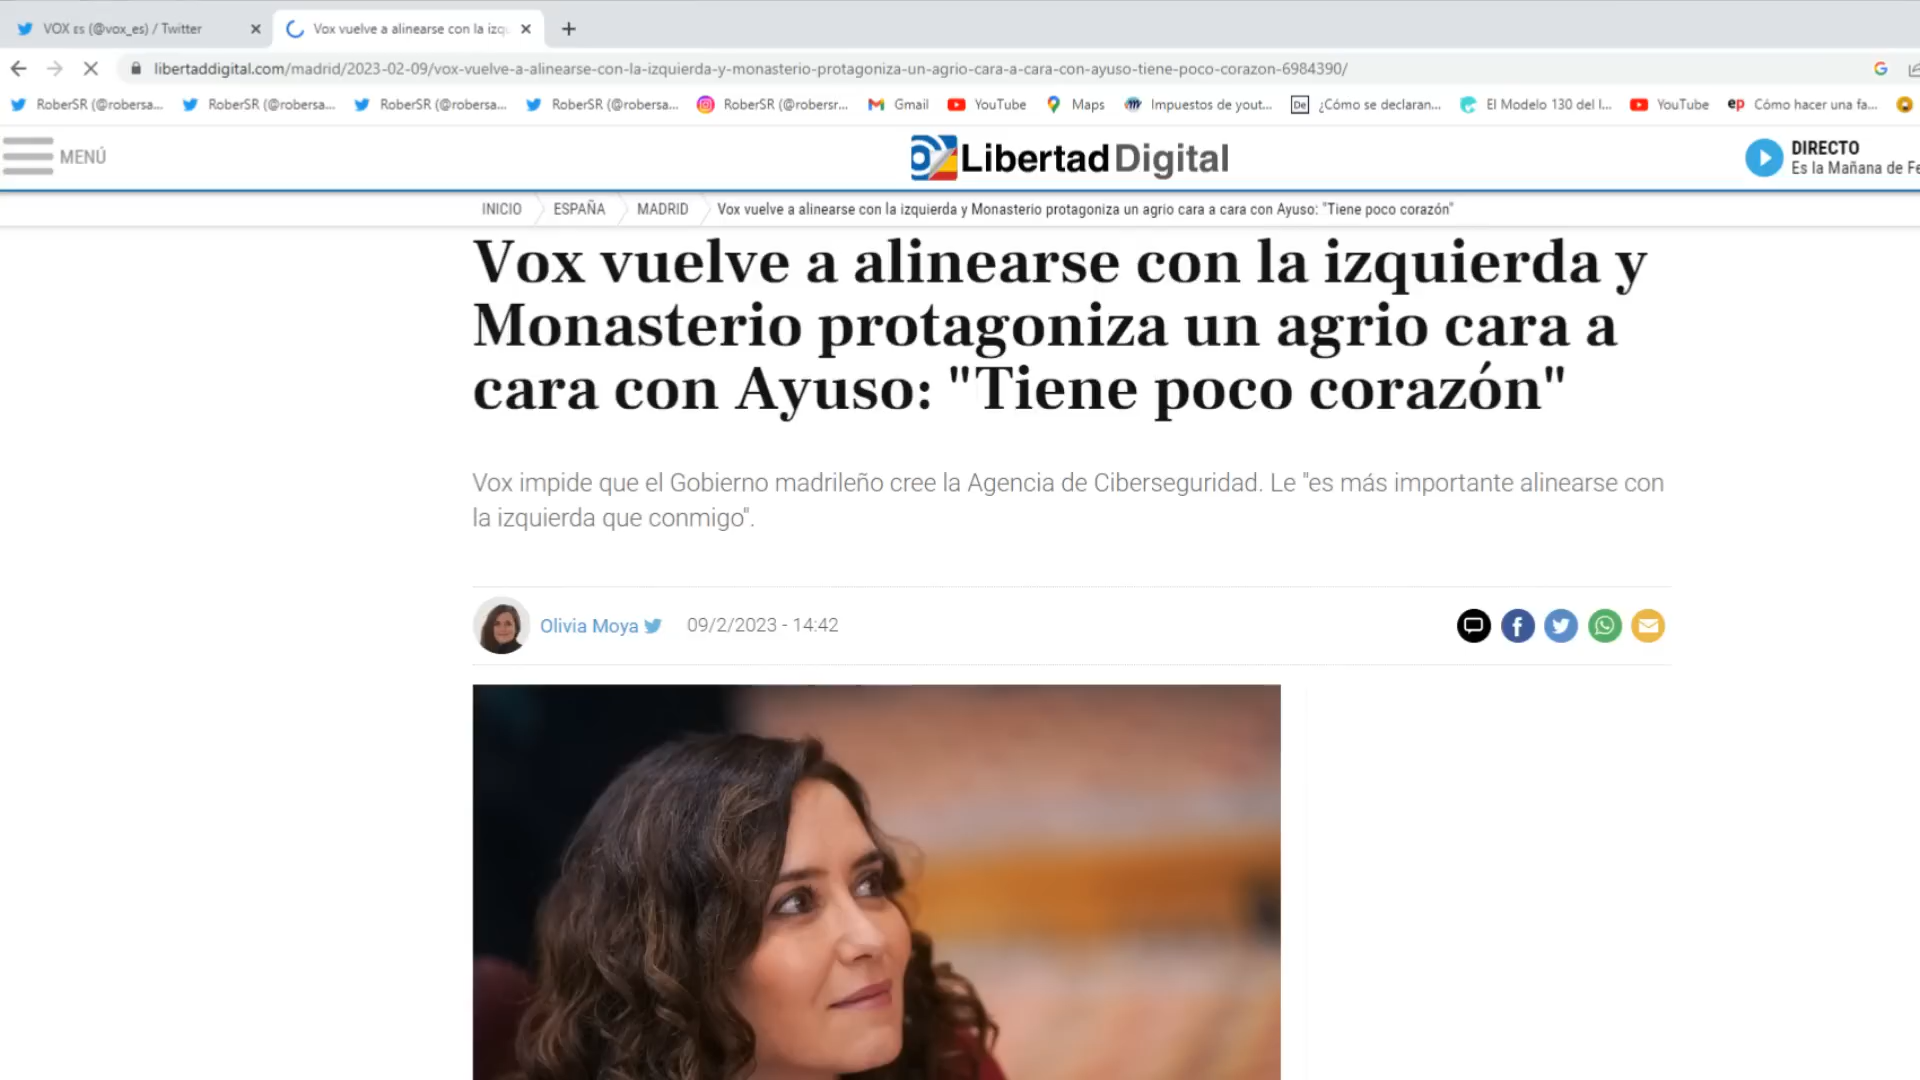 VOX εs (@vox_es) / Twitter
Vox vuelve a alinearse con la izqu
libertaddigital.com/madrid/2023-02-09/vox-vuelve-a-alinearse-con-la-izquierda-y-monasterio-protagoniza-un-agrio-cara-a-cara-con-ayuso-tiene-poco-corazon-6984390/
RoberSR (@robersa... RoberSR (@robersa... RoberSR (@robersa... RoberSR (@robersa... RoberSR (@robersr... Gmail YouTube Maps Impuestos de yout... De ¿Cómo se declaran... El Modelo 130 del I... YouTube ep Cómo hacer una fa...
MENÚ
Libertad Digital
DIRECTO
Es la Mañana de Fe
INICIO ESPAÑA MADRID Vox vuelve a alinearse con la izquierda y Monasterio protagoniza un agrio cara a cara con Ayuso: "Tiene poco corazón"
Vox vuelve a alinearse con la izquierda y
Monasterio protagoniza un agrio cara a
cara con Ayuso: "Tiene poco corazón"
Vox impide que el Gobierno madrileño cree la Agencia de Ciberseguridad. Le "es más importante alinearse con
la izquierda que conmigo".
Olivia Moya 09/2/2023 - 14:42